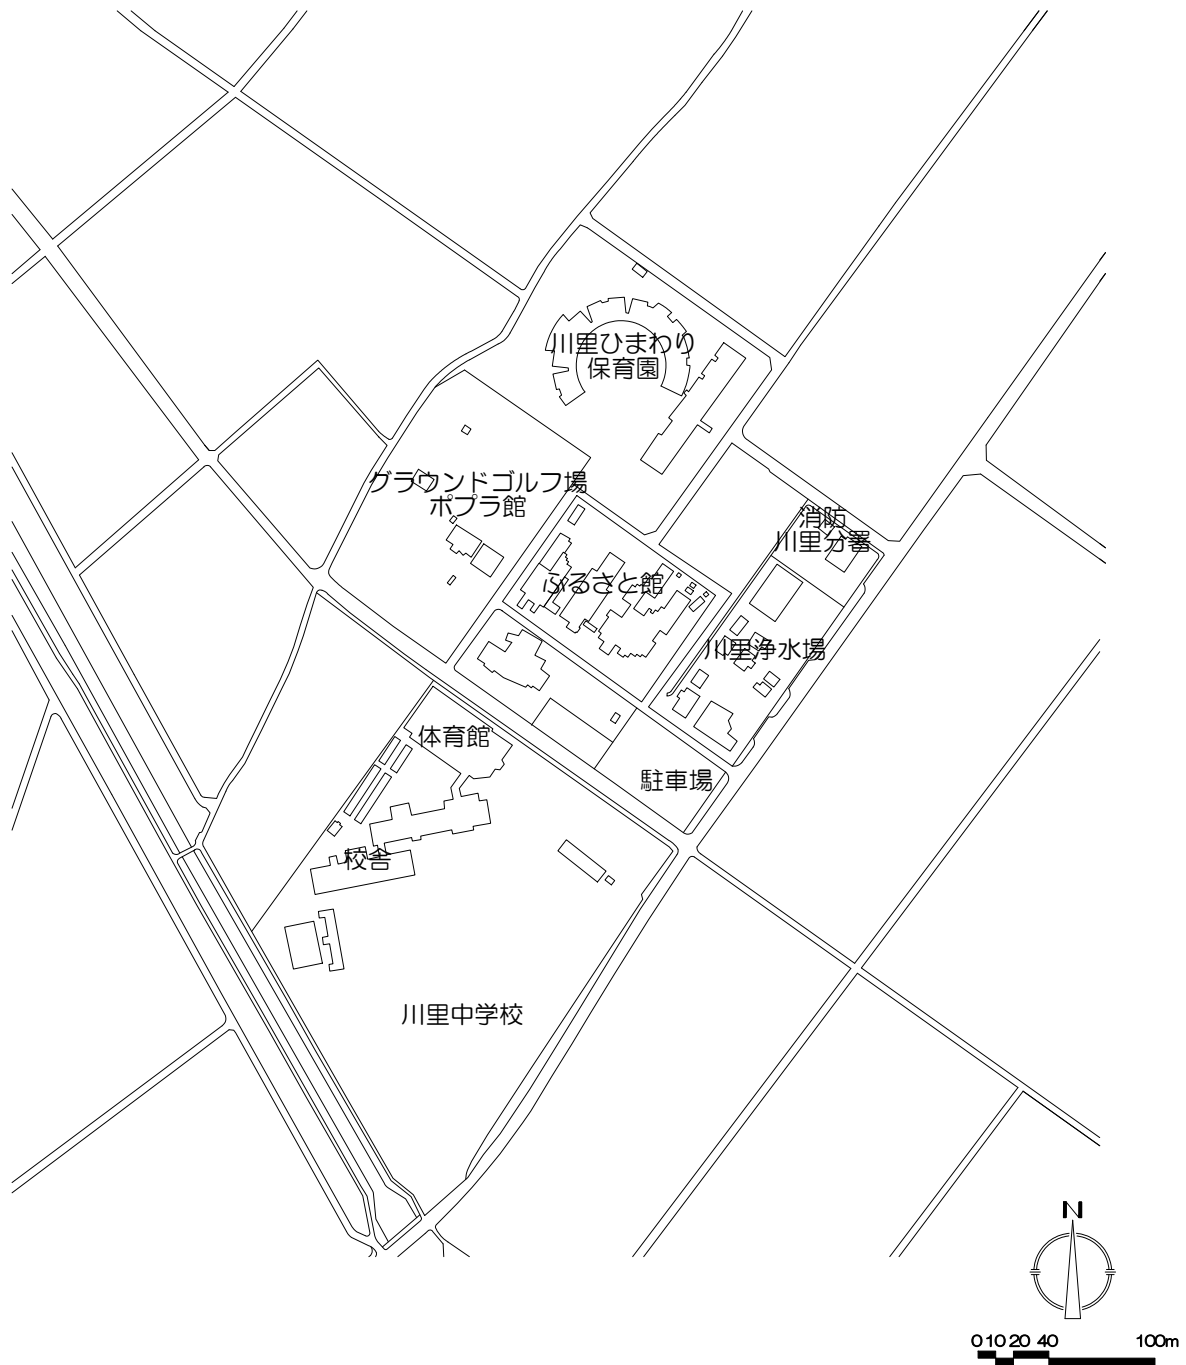 川里ひまわり
保育園
グラウンドゴルフ場
ポプラ館
消防
川里分署
ふるさと館
川里浄水場
体育館
駐車場
校舎
川里中学校
N
0 10 20 40 100m